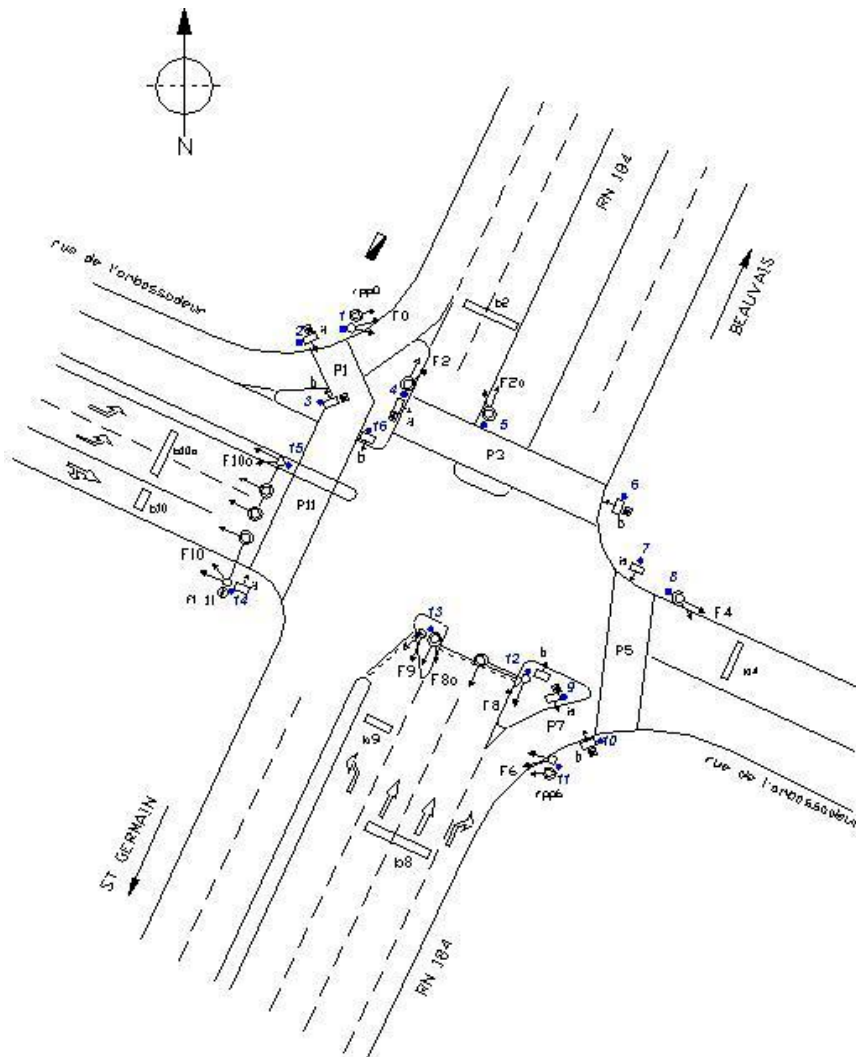 N
RN 184
rue de l'ambassadeur
BEAUVAIS
rpp0
b2
1
F0
2
a
P1
F2
b
3
4
a
F2a
5
16
b
P3
15
F10a
b10a
b10
P11
6
b
7
a
8
F4
F10
a
14
13
P5
b4
12
b
9
a
F9
F8a
F8
P7
b9
10
b
F6
11
rpp6
rue de l'ambassadeur
b8
ST GERMAIN
RN 184